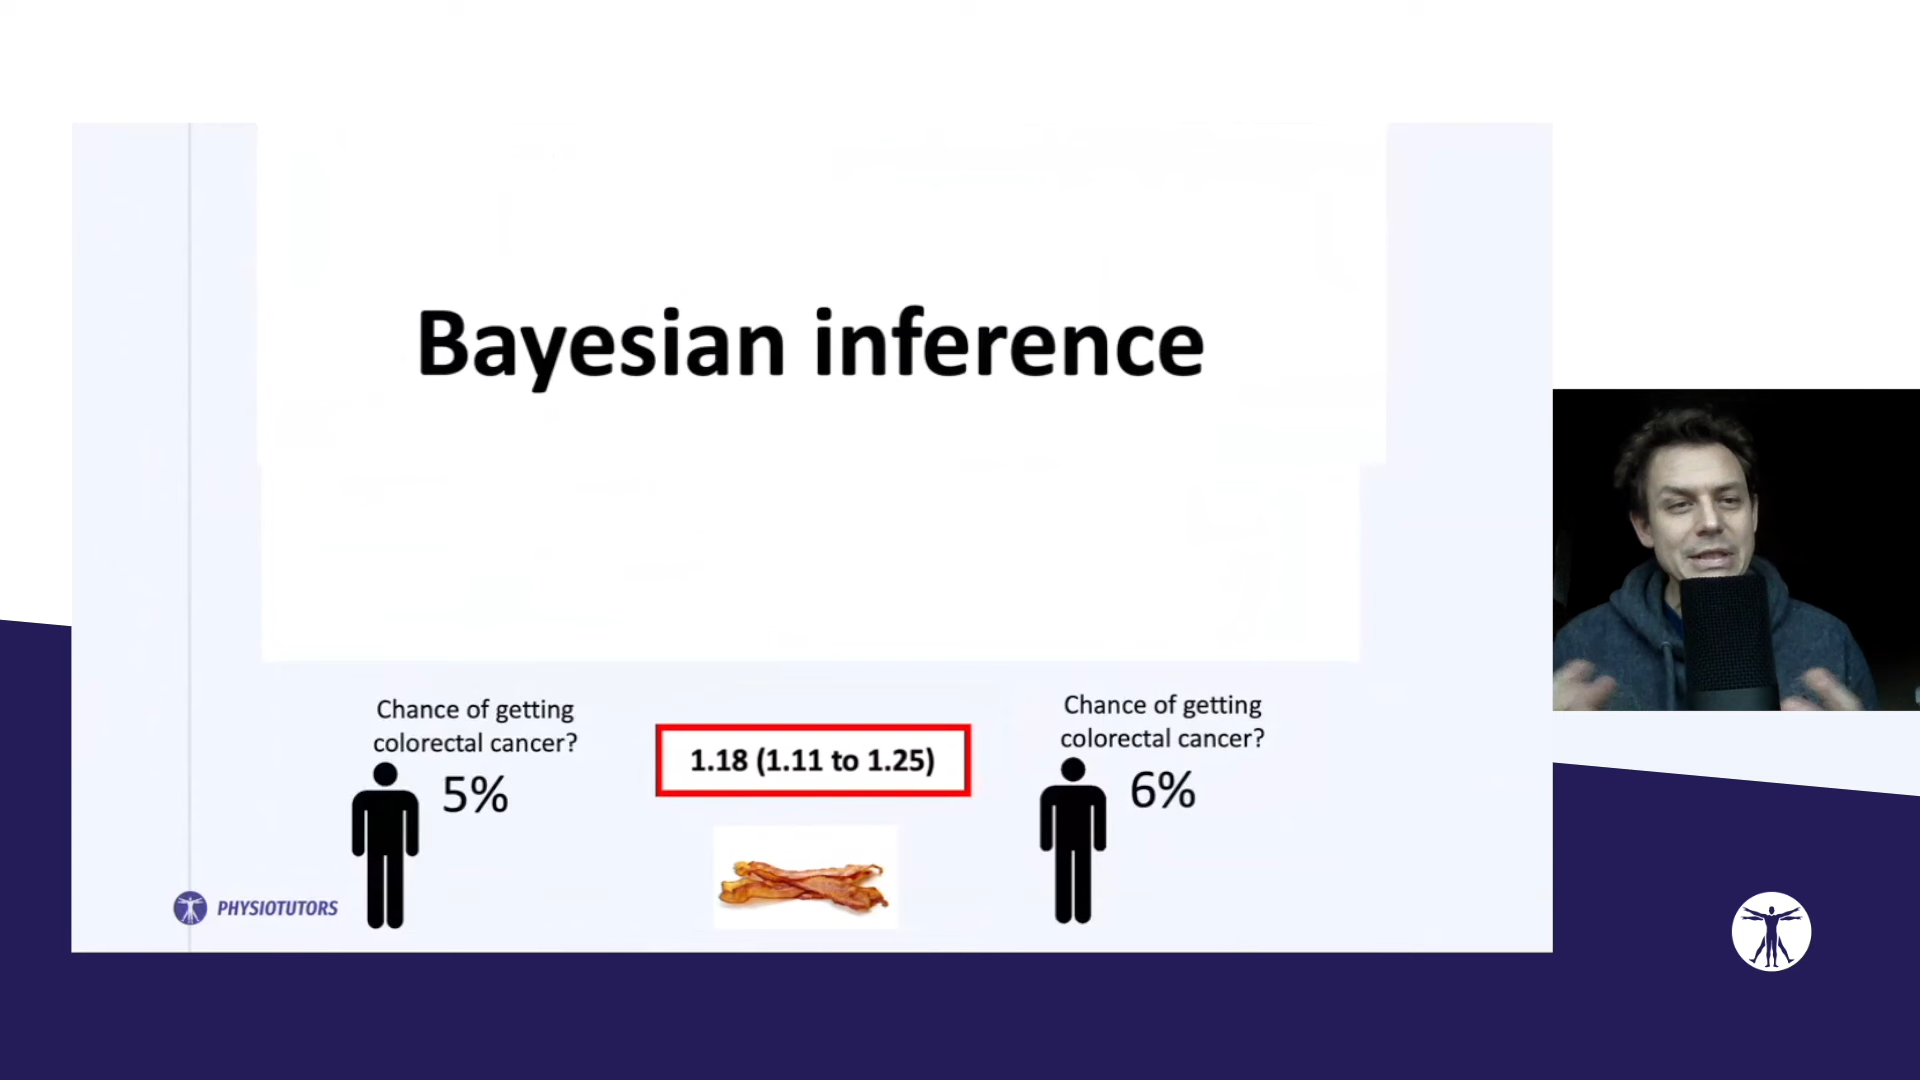 Bayesian inference
Chance of getting
colorectal cancer?
5%
1.18 (1.11 to 1.25)
Chance of getting
colorectal cancer?
6%
PHYSIOTUTORS